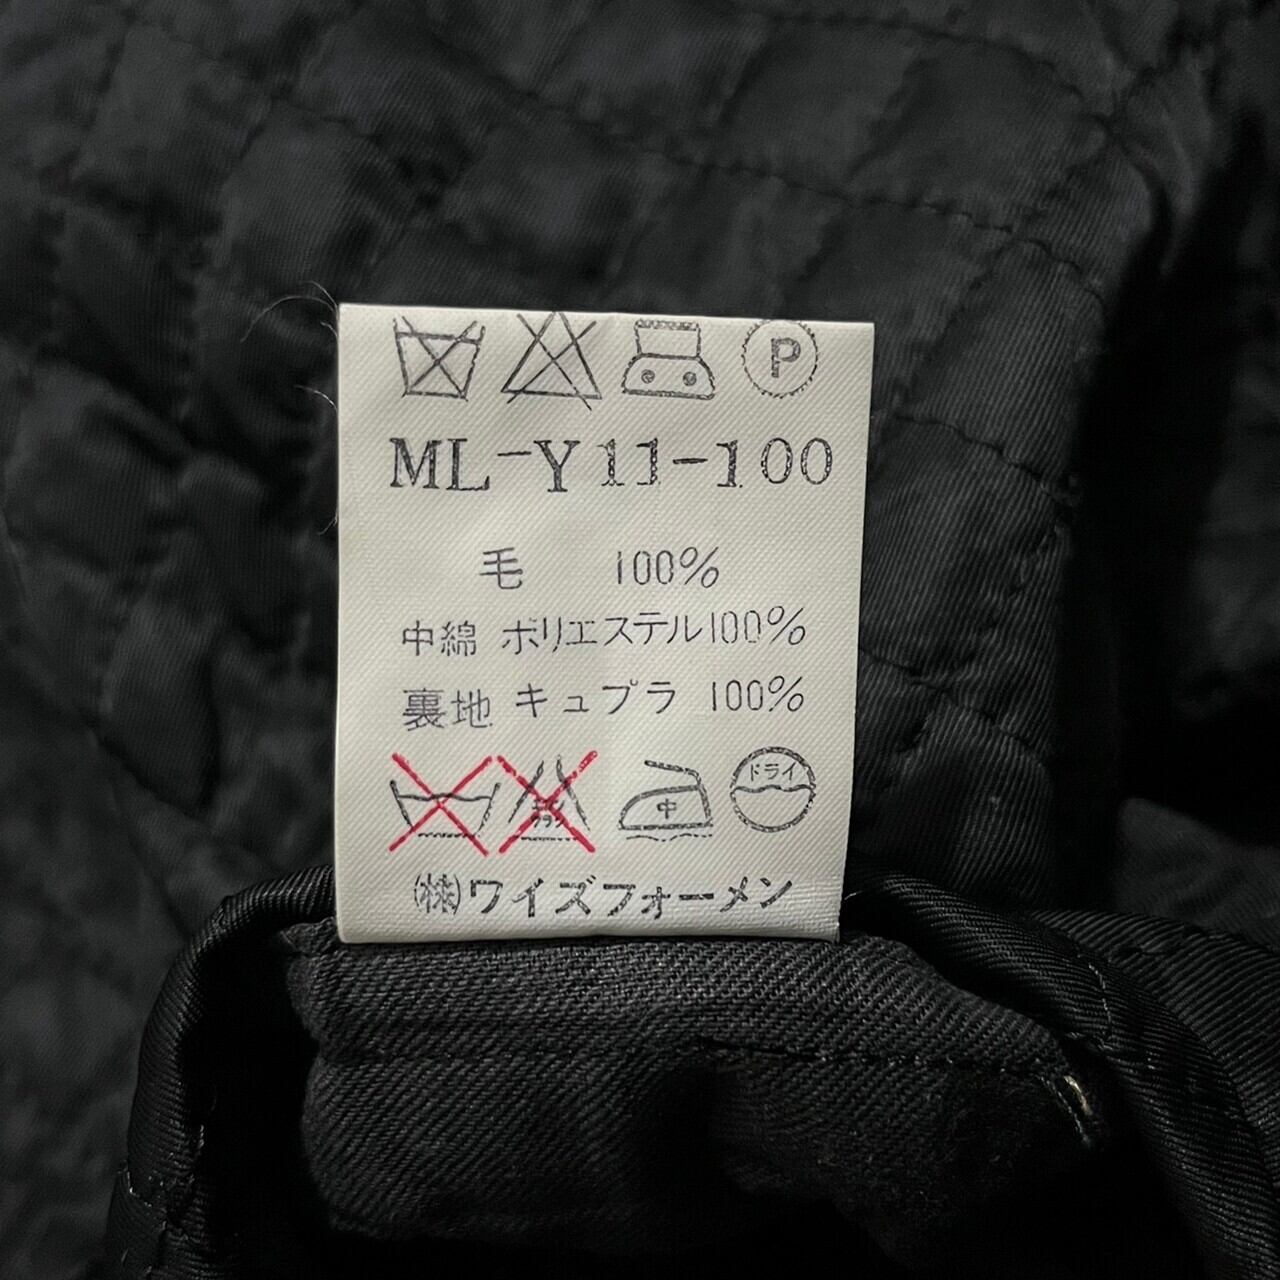 P
ML-Y11-100
毛 100%
中綿 ポリエステル100%
裏地 キュプラ 100%
中 ドライ
㈱ワイズフォーメン